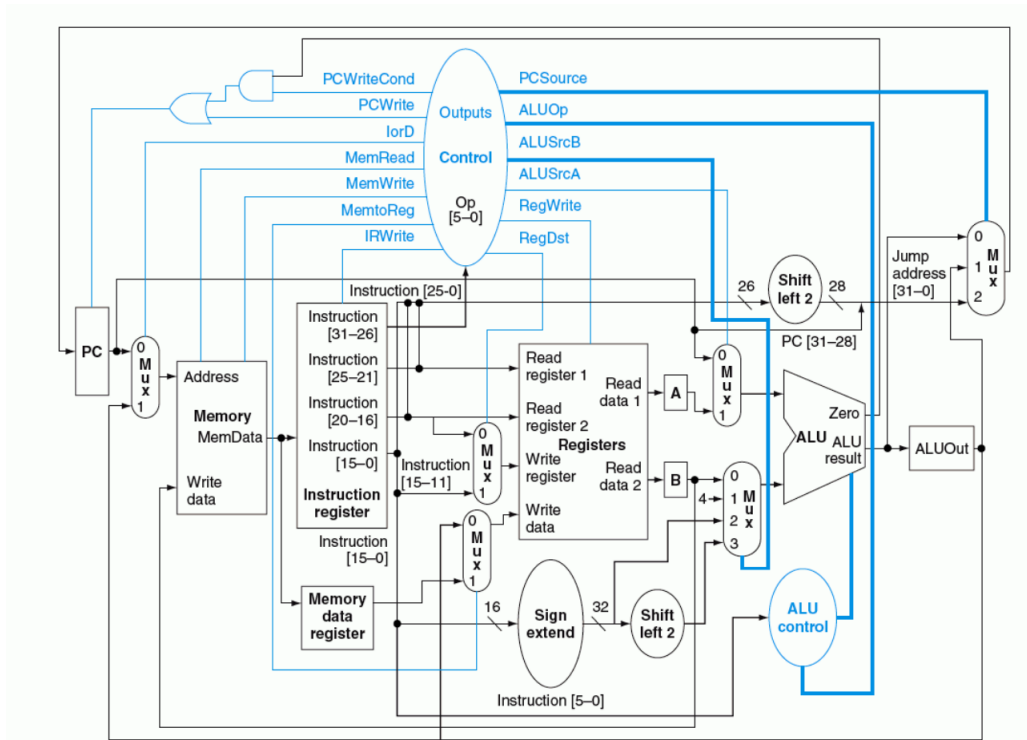 PCWriteCond
PCWrite
IorD
MemRead
MemWrite
MemtoReg
IRWrite
Outputs
Control
Op
[5–0]
PCSource
ALUOp
ALUSrcB
ALUSrcA
RegWrite
RegDst
PC
0
M
u
x
1
Address
Memory
MemData
Write
data
Instruction [25-0]
Instruction
[31–26]
Instruction
[25–21]
Instruction
[20–16]
Instruction
[15–0]
Instruction
register
Instruction
[15–0]
Memory
data
register
Instruction
[15–11]
0
M
u
x
1
0
M
u
x
1
Read
register 1
Read
register 2
Registers
Write
register
Write
data
Read
data 1
Read
data 2
16
Sign
extend
32
Shift
left 2
Instruction [5–0]
A
B
4
0
M
u
x
1
0
1
2
3
M
u
x
26
Shift
left 2
28
Jump
address
[31–0]
PC [31–28]
Zero
ALU
ALU
result
ALUOut
ALU
control
0
1
2
M
u
x